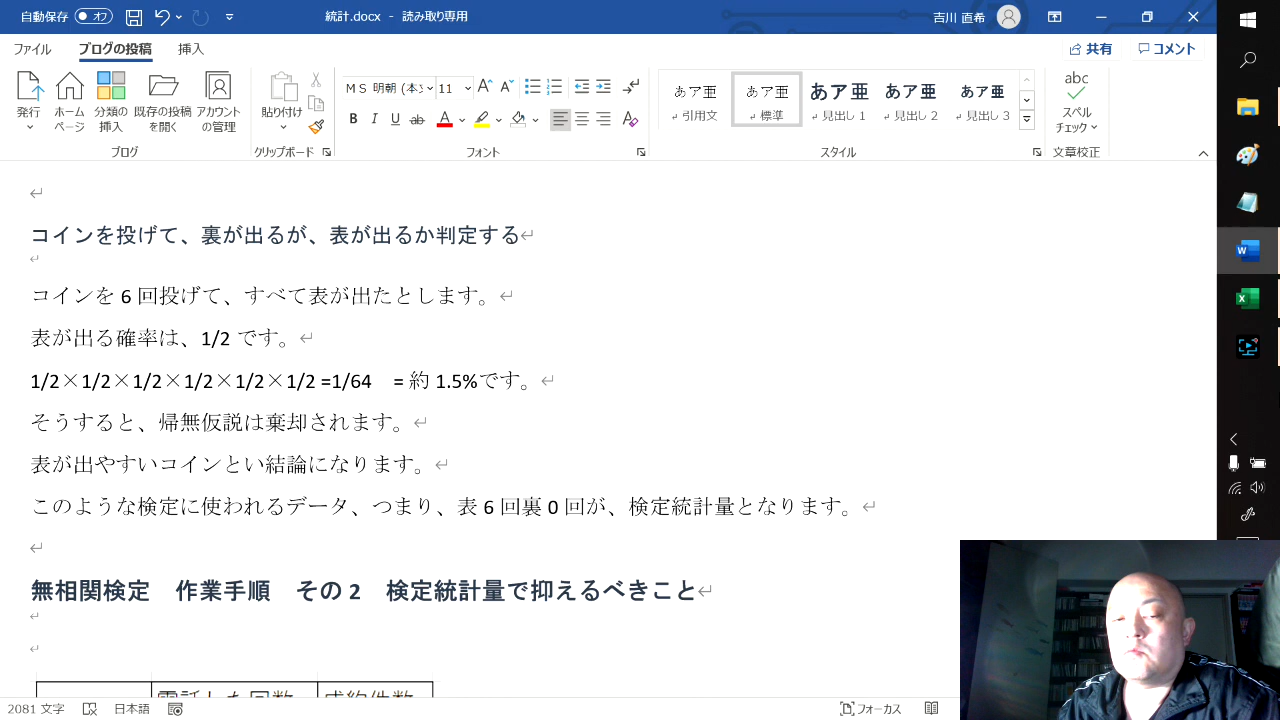 自動保存 オフ 統計.docx - 読み取り専用 吉川 直希
ファイル ブログの投稿 挿入 共有 コメント
発行 ホーム ページ 分類の 挿入 既存の投稿 を開く アカウント の管理 貼り付け
ブログ クリップボード
ＭＳ 明朝 (本 11
B I U ab A A
フォント
あア亜 引用文
あア亜 標準
あア亜 見出し 1
あア亜 見出し 2
あア亜 見出し 3
スタイル
abc スペル チェック
文章校正
コインを投げて、裏が出るが、表が出るか判定する
コインを 6 回投げて、すべて表が出たとします。
表が出る確率は、1/2 です。
1/2×1/2×1/2×1/2×1/2×1/2 =1/64　= 約 1.5%です。
そうすると、帰無仮説は棄却されます。
表が出やすいコインとい結論になります。
このような検定に使われるデータ、つまり、表 6 回裏 0 回が、検定統計量となります。
無相関検定　作業手順　その 2　検定統計量で抑えるべきこと
電話した回数 成約件数
2081 文字 日本語 フォーカス